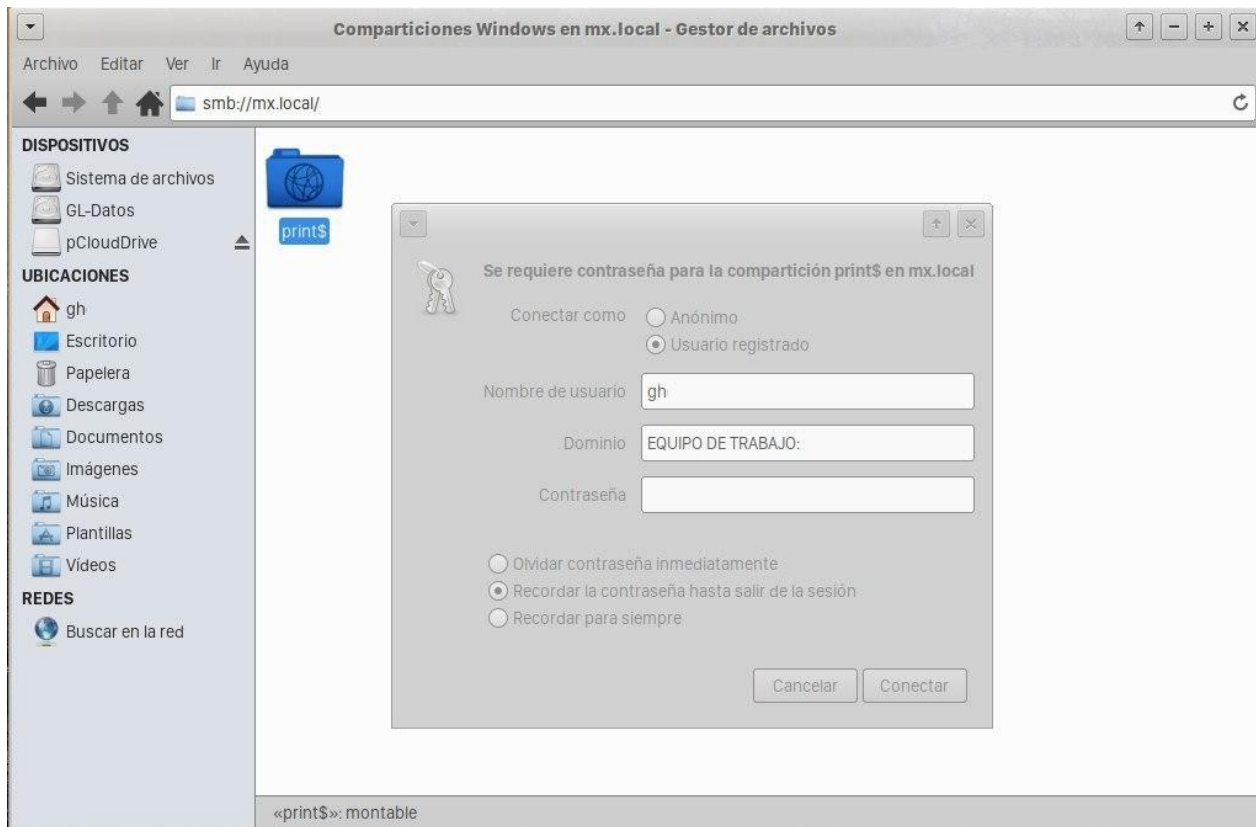 Comparticiones Windows en mx.local - Gestor de archivos
Archivo Editar Ver Ir Ayuda
smb://mx.local/
DISPOSITIVOS
Sistema de archivos
GL-Datos
pCloudDrive
UBICACIONES
gh
Escritorio
Papelera
Descargas
Documentos
Imágenes
Música
Plantillas
Vídeos
REDES
Buscar en la red
print$
Se requiere contraseña para la compartición print$ en mx.local
Conectar como Anónimo
Usuario registrado
Nombre de usuario gh
Dominio EQUIPO DE TRABAJO:
Contraseña
Olvidar contraseña inmediatamente
Recordar la contraseña hasta salir de la sesión
Recordar para siempre
Cancelar Conectar
«print$»: montable